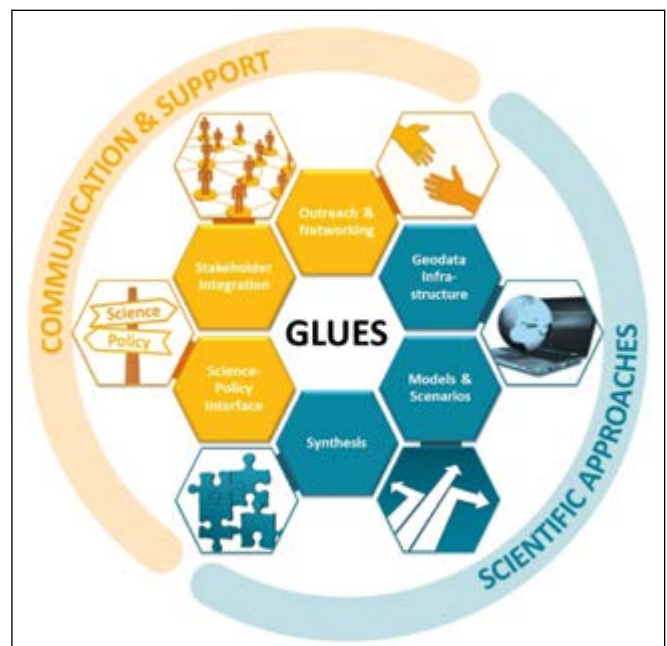 COMMUNICATION & SUPPORT
Outreach &
Networking
Stakeholder
Integration
Geodata
Infra-
structure
Science
Policy
GLUES
Science-
Policy
Interface
Models &
Scenarios
Synthesis
SCIENTIFIC APPROACHES